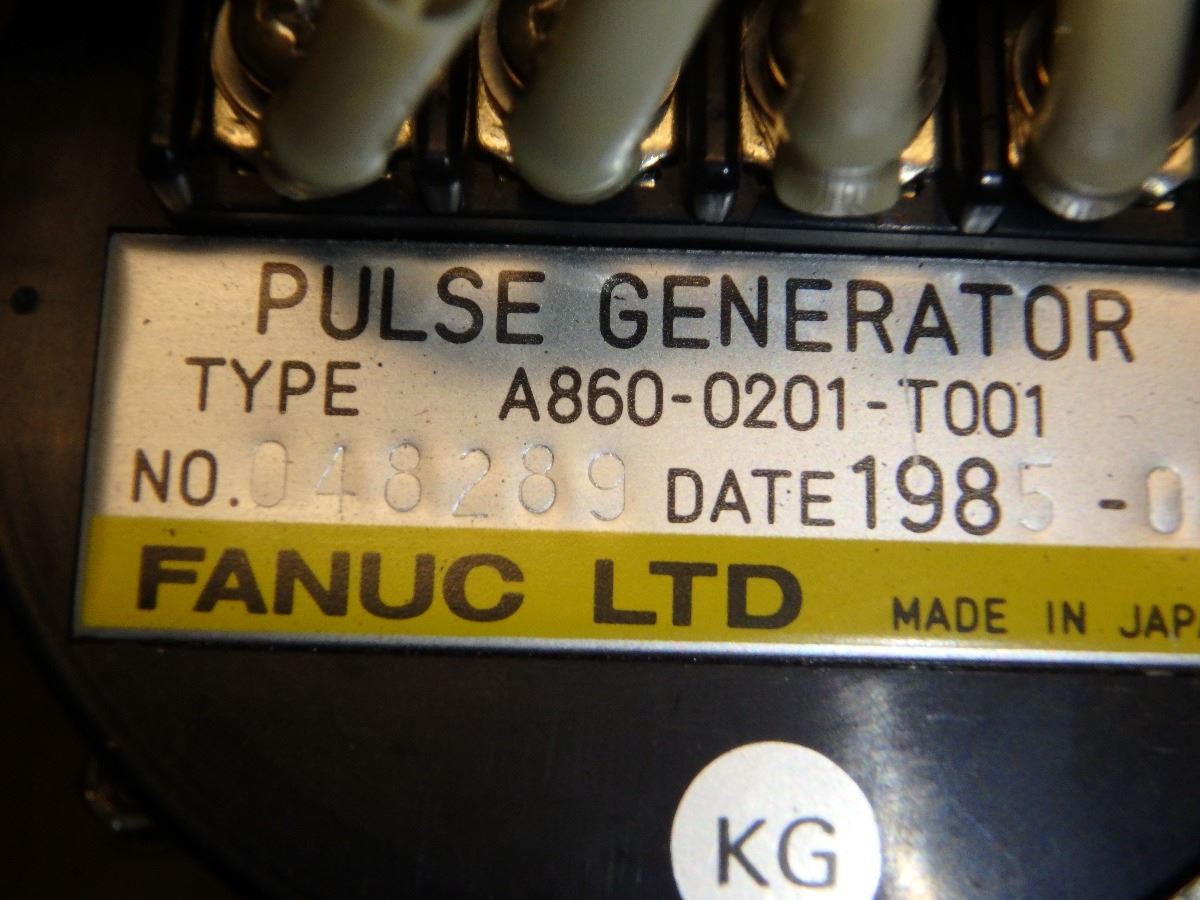 PULSE GENERATOR
TYPE A860-0201-T001
NO. 048289 DATE 1985-0
FANUC LTD MADE IN JAPA
KG